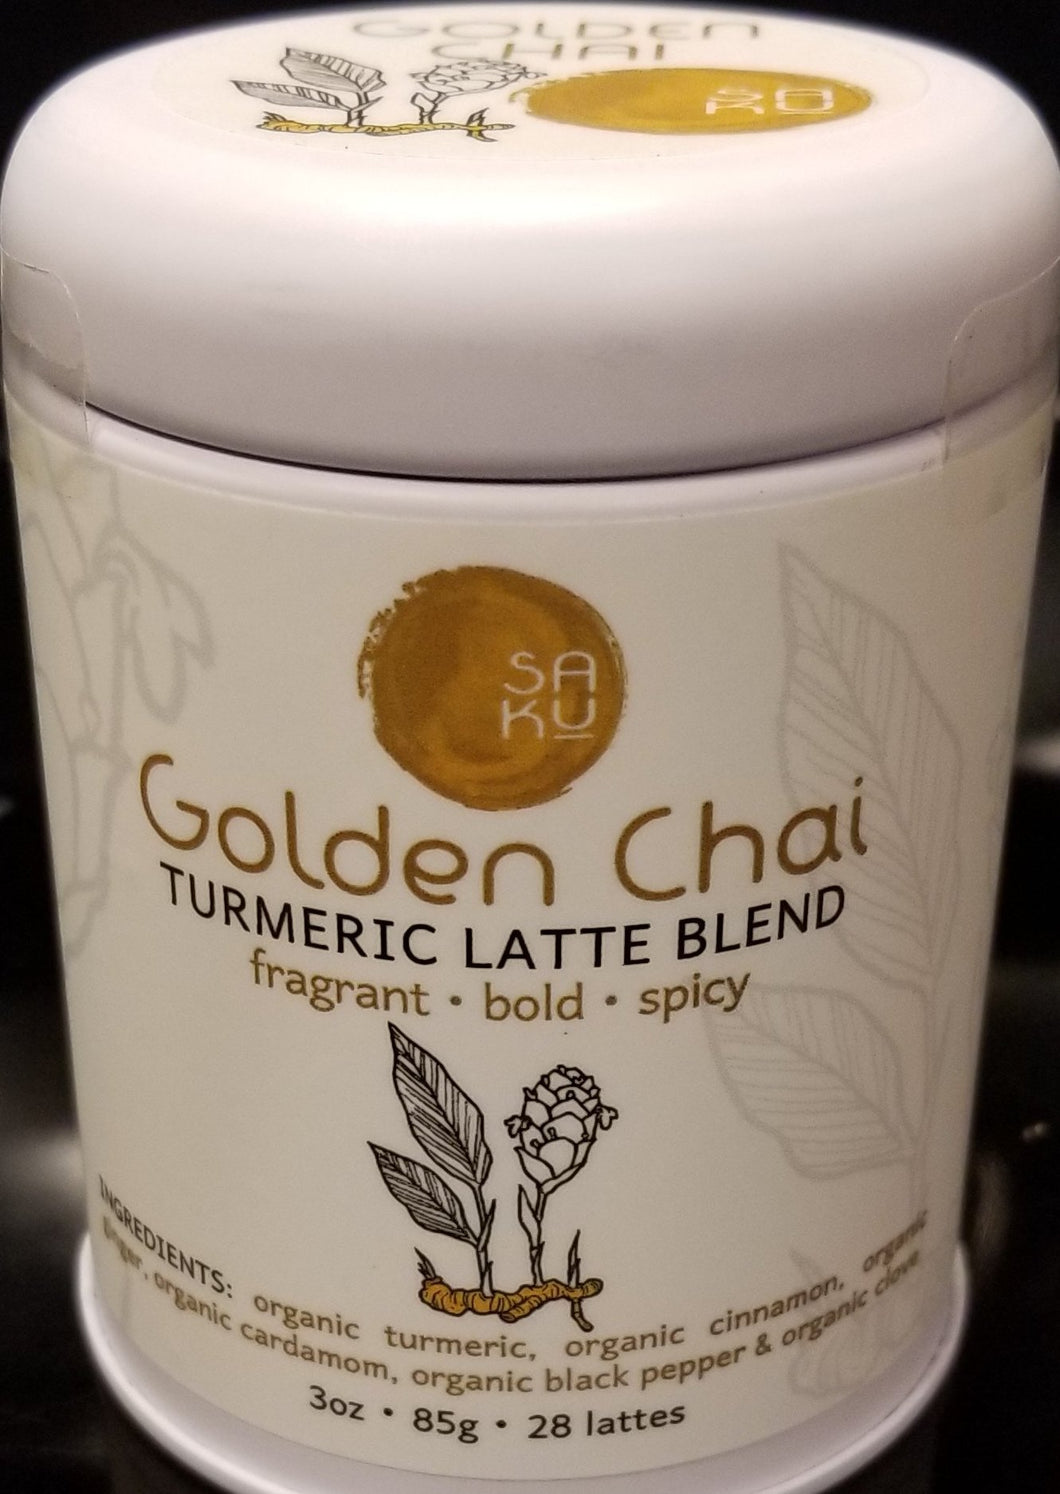 GOLDEN
CHAI
SA
KU
SA
KU
Golden Chai
TURMERIC LATTE BLEND
fragrant • bold • spicy
INGREDIENTS: organic turmeric, organic cinnamon, organic
ginger, organic cardamom, organic black pepper & organic clove
3oz • 85g • 28 lattes